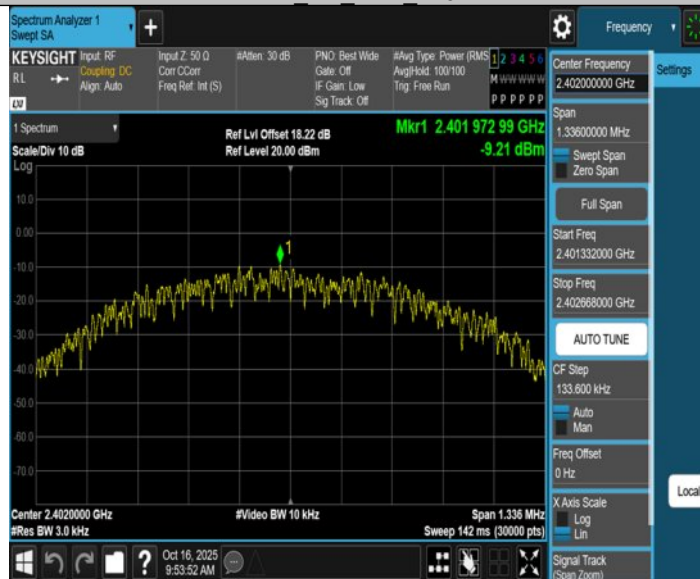 Spectrum Analyzer 1
Swept SA
+
Frequency
KEYSIGHT
RL
LXI
Input: RF
Coupling: DC
Align: Auto
Input Z: 50 Ω
Corr CCorr
Freq Ref: Int (S)
#Atten: 30 dB
PNO: Best Wide
Gate: Off
IF Gain: Low
Sig Track: Off
#Avg Type: Power (RMS
Avg|Hold: 100/100
Trig: Free Run
1 2 3 4 5 6
M W W W W W
P P P P P P
1 Spectrum
Scale/Div 10 dB
Log
Ref Lvl Offset 18.22 dB
Ref Level 20.00 dBm
Mkr1 2.401 972 99 GHz
-9.21 dBm
10.0
0.00
-10.0
-20.0
-30.0
-40.0
-50.0
-60.0
-70.0
1
Center 2.4020000 GHz
#Res BW 3.0 kHz
#Video BW 10 kHz
Span 1.336 MHz
Sweep 142 ms (30000 pts)
?
Oct 16, 2025
9:53:52 AM
Center Frequency
2.402000000 GHz
Span
1.33600000 MHz
Swept Span
Zero Span
Full Span
Start Freq
2.401332000 GHz
Stop Freq
2.402668000 GHz
AUTO TUNE
CF Step
133.600 kHz
Auto
Man
Freq Offset
0 Hz
X Axis Scale
Log
Lin
Signal Track
(Span Zoom)
Settings
Local